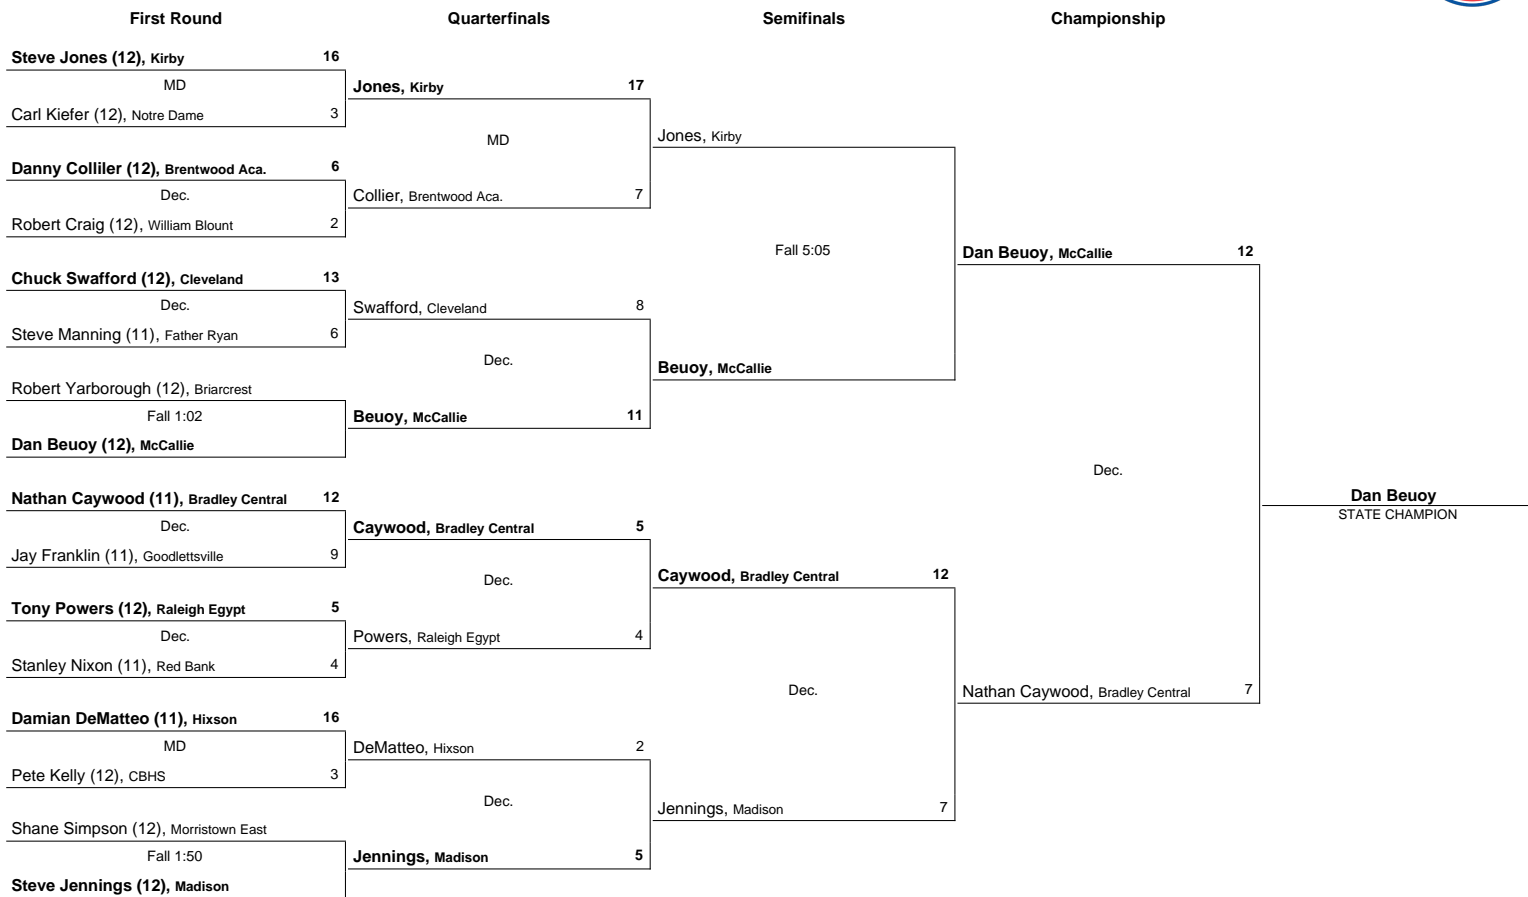 First Round Quarterfinals Semifinals Championship
Steve Jones (12), Kirby 16
MD
Carl Kiefer (12), Notre Dame 3
Danny Colliler (12), Brentwood Aca. 6
Dec.
Robert Craig (12), William Blount 2
Chuck Swafford (12), Cleveland 13
Dec.
Steve Manning (11), Father Ryan 6
Robert Yarborough (12), Briarcrest
Fall 1:02
Dan Beuoy (12), McCallie
Nathan Caywood (11), Bradley Central 12
Dec.
Jay Franklin (11), Goodlettsville 9
Tony Powers (12), Raleigh Egypt 5
Dec.
Stanley Nixon (11), Red Bank 4
Damian DeMatteo (11), Hixson 16
MD
Pete Kelly (12), CBHS 3
Shane Simpson (12), Morristown East
Fall 1:50
Steve Jennings (12), Madison
Jones, Kirby 17
MD
Collier, Brentwood Aca. 7
Swafford, Cleveland 8
Dec.
Beuoy, McCallie 11
Caywood, Bradley Central 5
Dec.
Powers, Raleigh Egypt 4
DeMatteo, Hixson 2
Dec.
Jennings, Madison 5
Jones, Kirby
Fall 5:05
Beuoy, McCallie
Caywood, Bradley Central 12
Dec.
Jennings, Madison 7
Dan Beuoy, McCallie 12
Dec.
Nathan Caywood, Bradley Central 7
Dan Beuoy
STATE CHAMPION